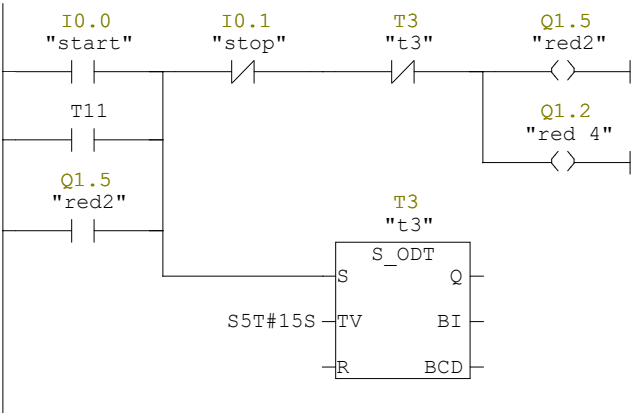 I0.0
"start"
I0.1
"stop"
T3
"t3"
Q1.5
"red2"
T11
Q1.2
"red 4"
Q1.5
"red2"
T3
"t3"
S_ODT
S
Q
S5T#15S
TV
BI
R
BCD